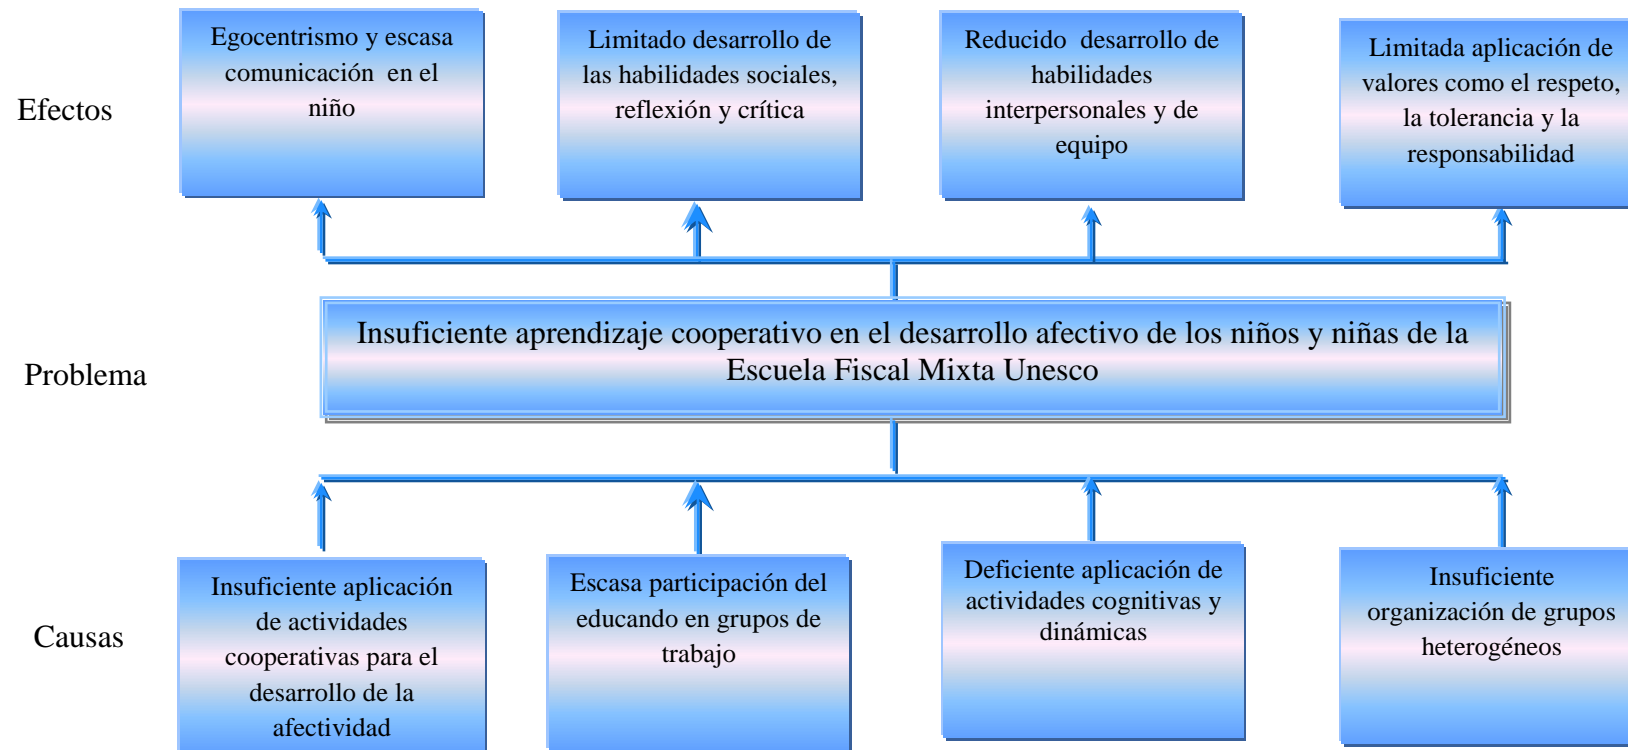 Efectos
Egocentrismo y escasa
comunicación en el
niño
Limitado desarrollo de
las habilidades sociales,
reflexión y crítica
Reducido desarrollo de
habilidades
interpersonales y de
equipo
Limitada aplicación de
valores como el respeto,
la tolerancia y la
responsabilidad
Problema
Insuficiente aprendizaje cooperativo en el desarrollo afectivo de los niños y niñas de la
Escuela Fiscal Mixta Unesco
Causas
Insuficiente aplicación
de actividades
cooperativas para el
desarrollo de la
afectividad
Escasa participación del
educando en grupos de
trabajo
Deficiente aplicación de
actividades cognitivas y
dinámicas
Insuficiente
organización de grupos
heterogéneos